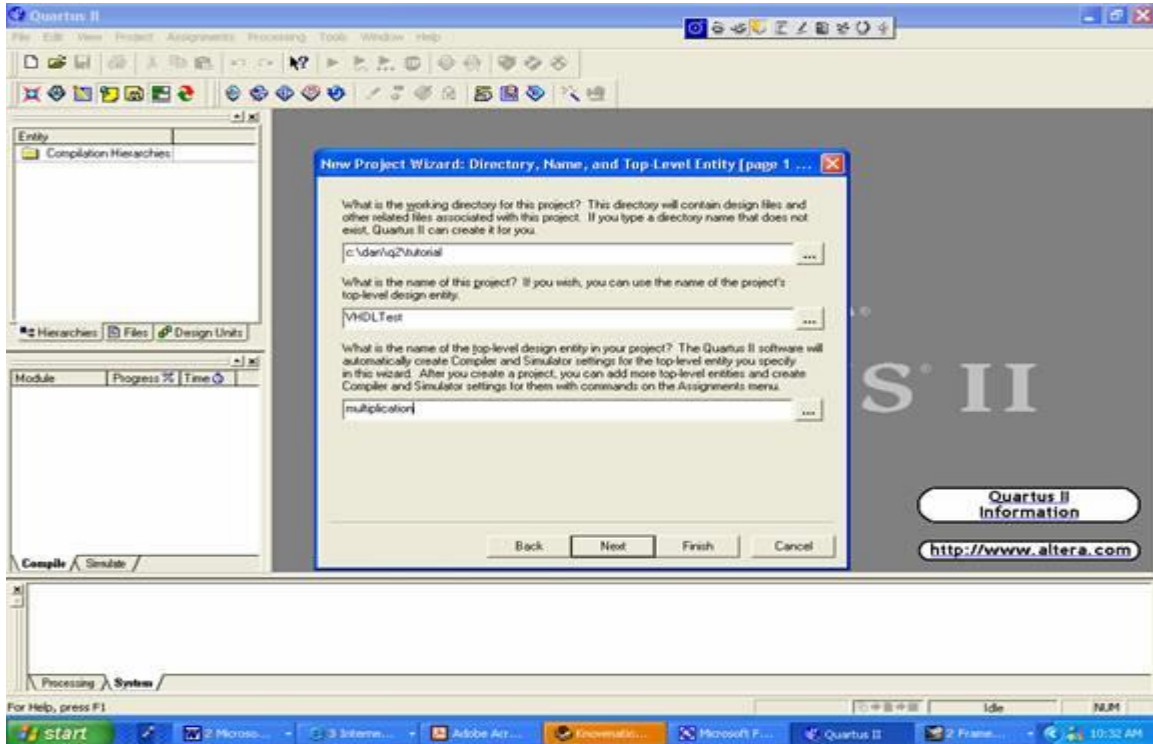 Quartus II
File Edit View Project Assignments Processing Tools Window Help
Entity
Compilation Hierarchies
Hierarchies Files Design Units
Module Progress % Time
Compile Simulate
New Project Wizard: Directory, Name, and Top-Level Entity [page 1 ...
What is the working directory for this project? This directory will contain design files and
other related files associated with this project. If you type a directory name that does not
exist, Quartus II can create it for you.
c:\dan\q2\tutorial
...
What is the name of this project? If you wish, you can use the name of the project's
top-level design entity.
VHDLTest
...
What is the name of the top-level design entity in your project? The Quartus II software will
automatically create Compiler and Simulator settings for the top-level entity you specify
in this wizard. After you create a project, you can add more top-level entities and create
Compiler and Simulator settings for them with commands on the Assignments menu.
multiplication
...
Back Next Finish Cancel
S II
Quartus II
Information
http://www.altera.com
Processing System
For Help, press F1
Idle NUM
start 2 Microso... 3 Interne... Adobe Acr... Knowmatio... Microsoft P... Quartus II 2 Frame... 10:32 AM